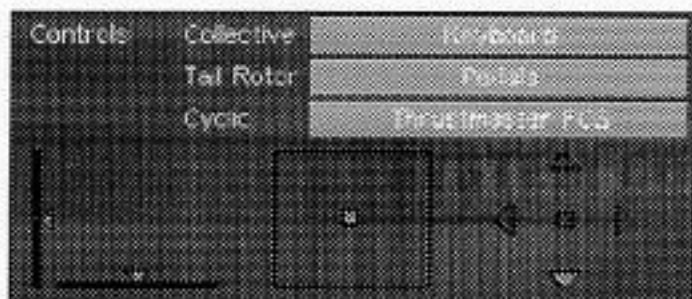 Controls Collective Keyboard
Tail Rotor Pedals
Cyclic Thrustmaster FCS